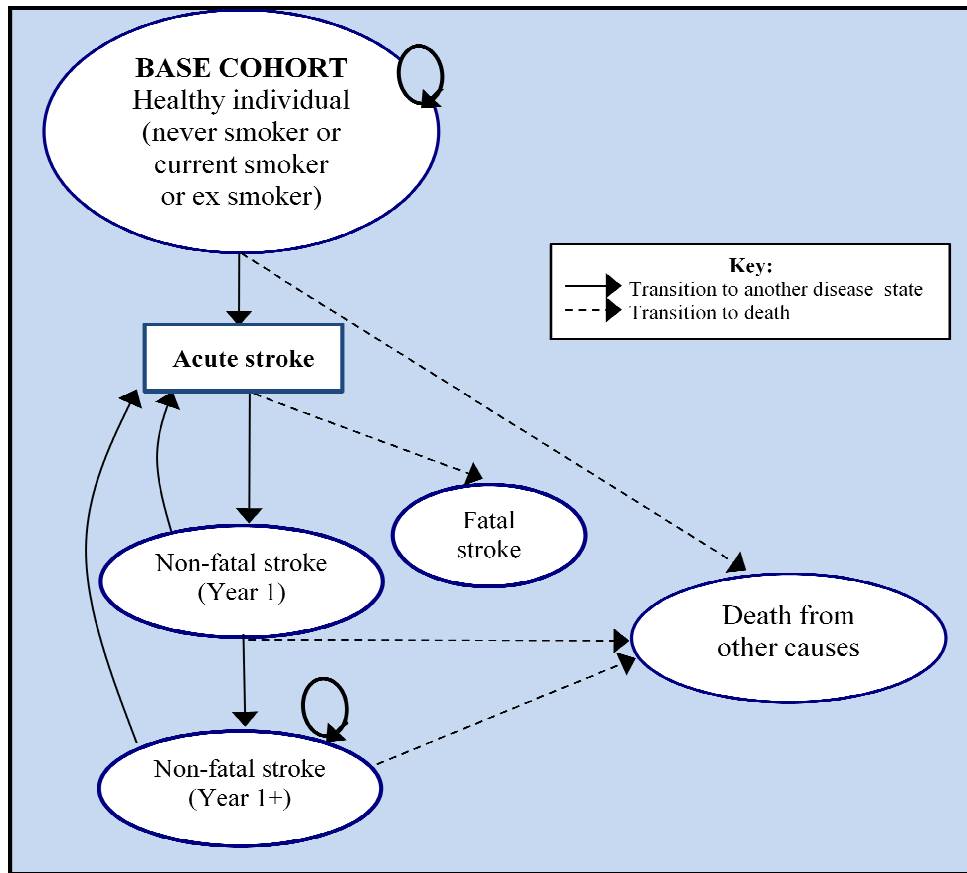 BASE COHORT
Healthy individual
(never smoker or
current smoker
or ex smoker)
Key:
Transition to another disease state
Transition to death
Acute stroke
Fatal
stroke
Non-fatal stroke
(Year 1)
Death from
other causes
Non-fatal stroke
(Year 1+)